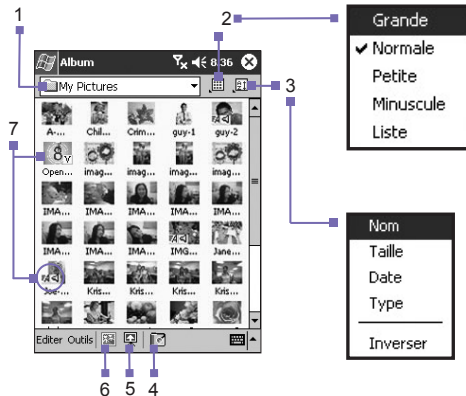 1
2
Grande
Normale
Petite
Minuscule
Liste
Album 8:36
My Pictures
3
A-... Chil... Crim... guy-1 guy-2
7
Open... imag... imag... imag... imag...
IMA... IMA... IMA... IMA... IMA...
IMA... IMA... IMA... IMG... Jane...
Joe-... Kris... Kris... Kris... Kris...
Nom
Taille
Date
Type
Inverser
Editer Outils
6 5 4